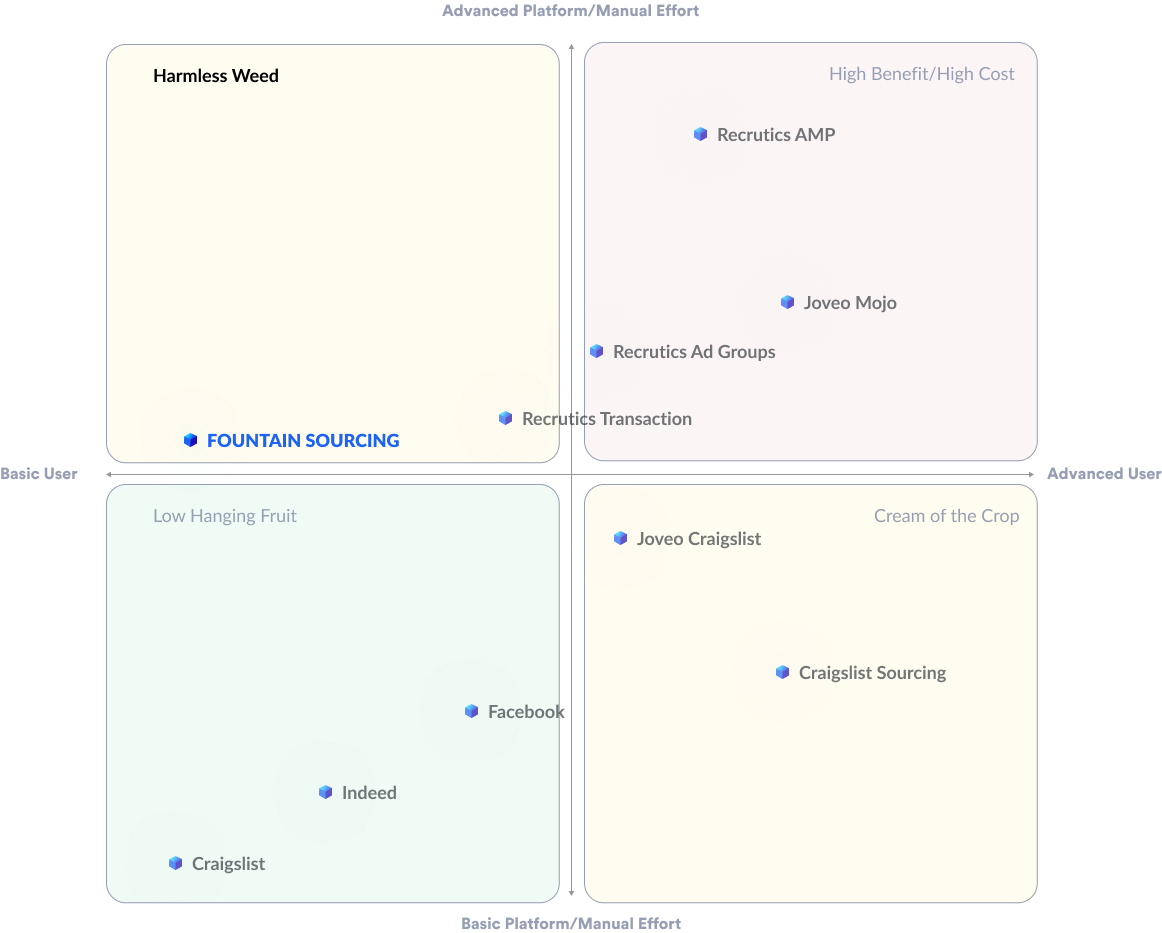 Advanced Platform/Manual Effort
Harmless Weed
High Benefit/High Cost
Recrutics AMP
Joveo Mojo
Recrutics Ad Groups
Recrutics Transaction
FOUNTAIN SOURCING
Basic User
Advanced User
Low Hanging Fruit
Cream of the Crop
Joveo Craigslist
Craigslist Sourcing
Facebook
Indeed
Craigslist
Basic Platform/Manual Effort